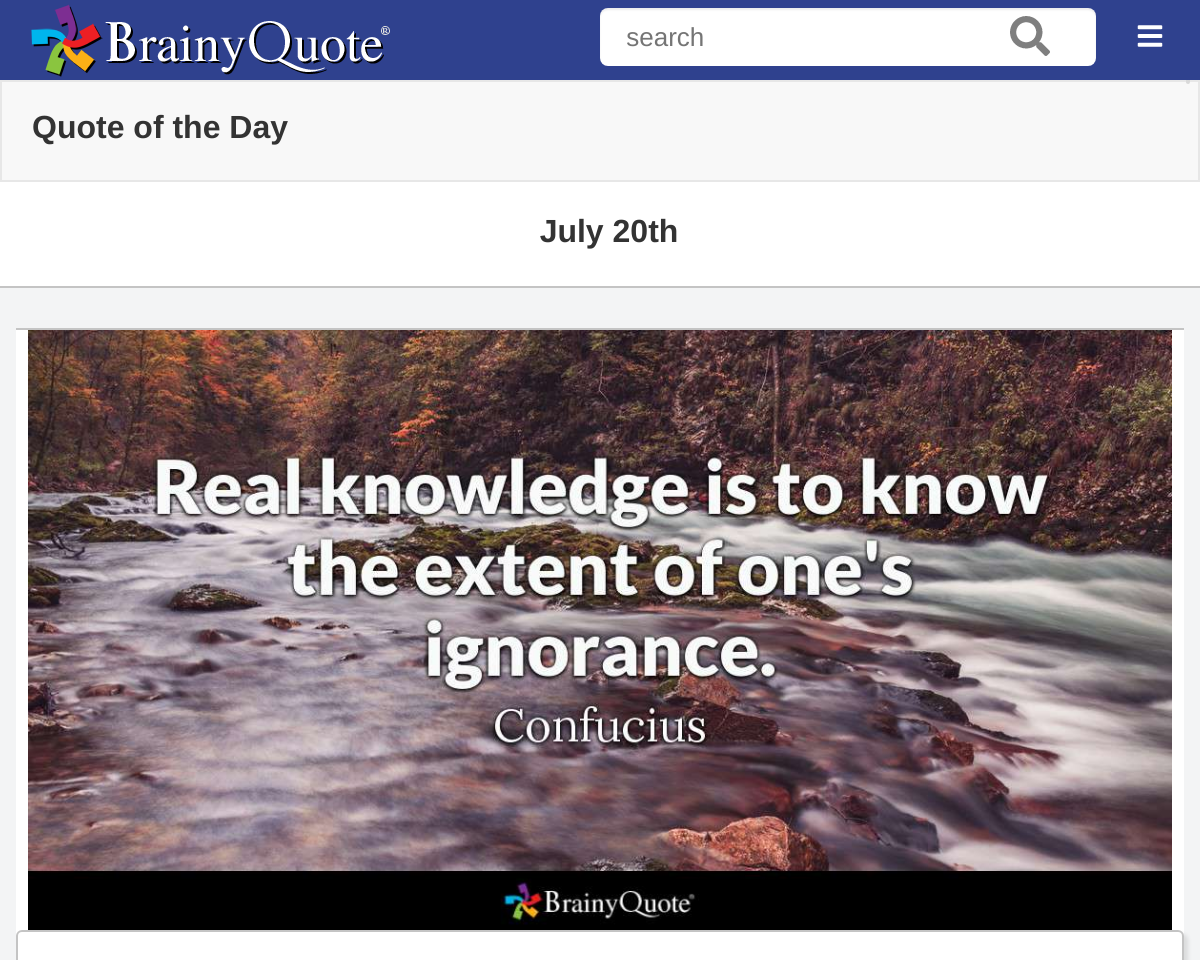 BrainyQuote®
search
Quote of the Day
July 20th
Real knowledge is to know
the extent of one's
ignorance.
Confucius
BrainyQuote®